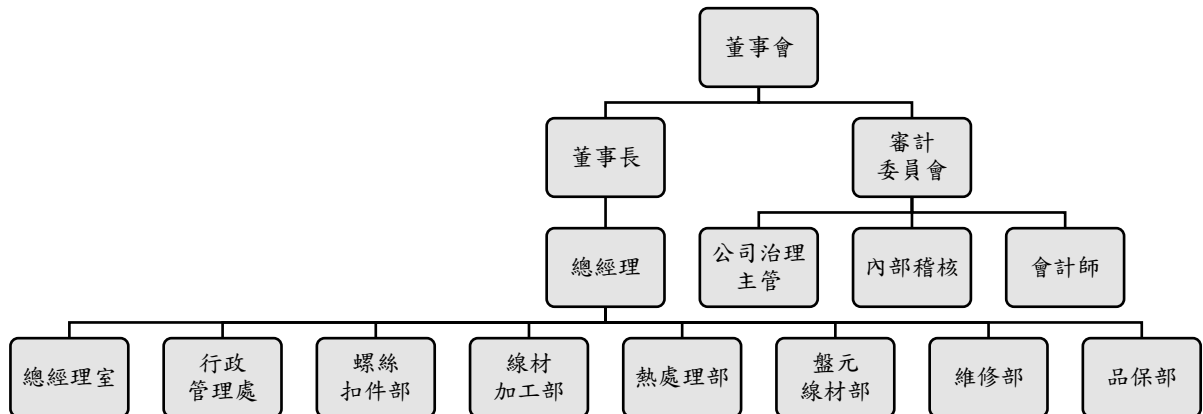 董事會
董事長
審計
委員會
總經理
公司治理
主管
內部稽核
會計師
總經理室
行政
管理處
螺絲
扣件部
線材
加工部
熱處理部
盤元
線材部
維修部
品保部